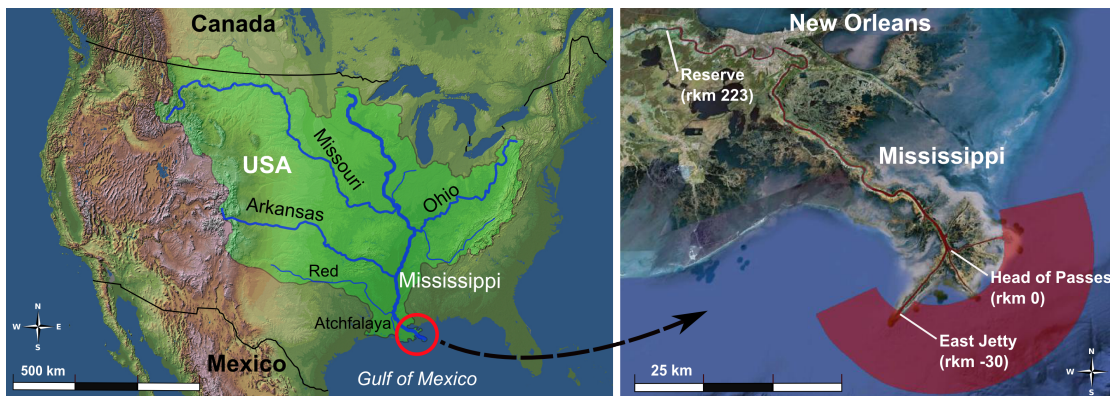 Canada
USA
Missouri
Ohio
Arkansas
Red
Mississippi
Atchfalaya
Mexico
Gulf of Mexico
N
W E
S
500 km
New Orleans
Reserve
(rkm 223)
Mississippi
Head of Passes
(rkm 0)
East Jetty
(rkm -30)
25 km
N
W E
S